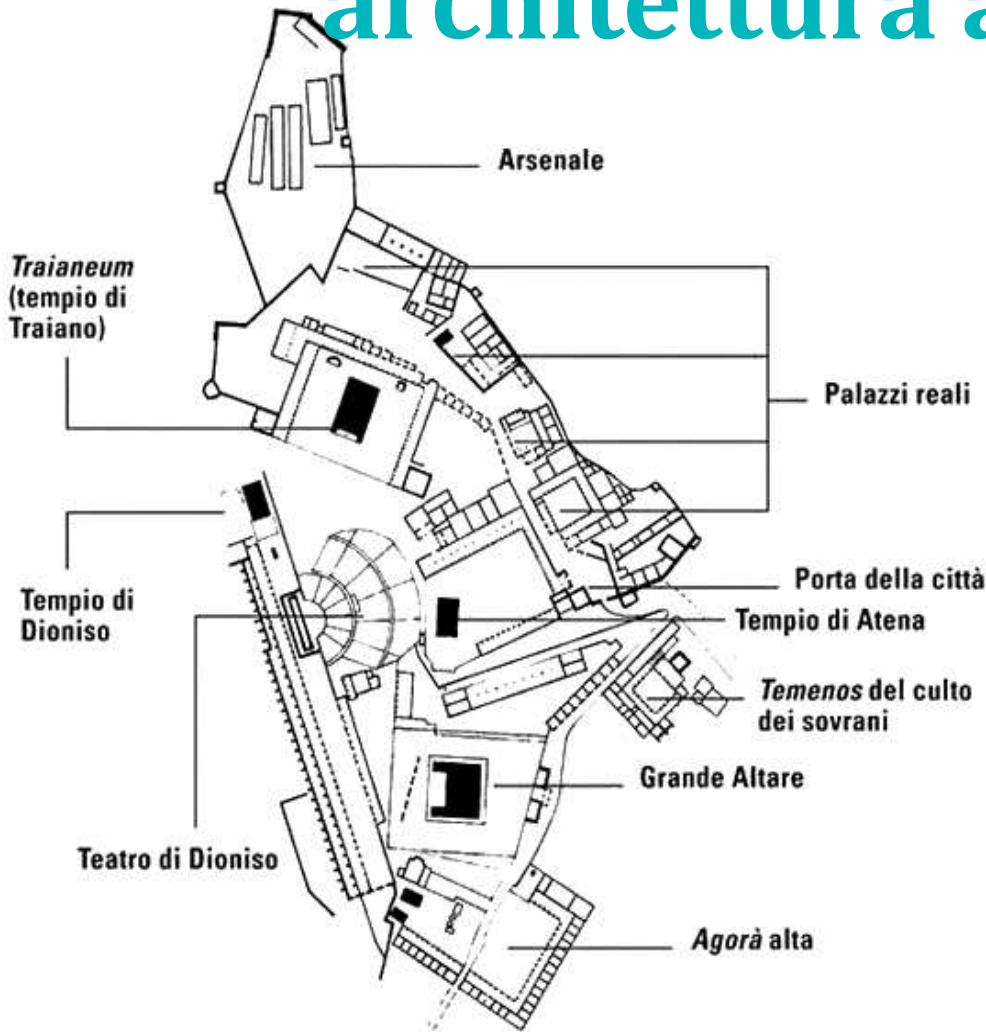 architettura a
Arsenale
Traianeum
(tempio di
Traiano)
Palazzi reali
Tempio di
Dioniso
Porta della città
Tempio di Atena
Temenos del culto
dei sovrani
Grande Altare
Teatro di Dioniso
Agorà alta